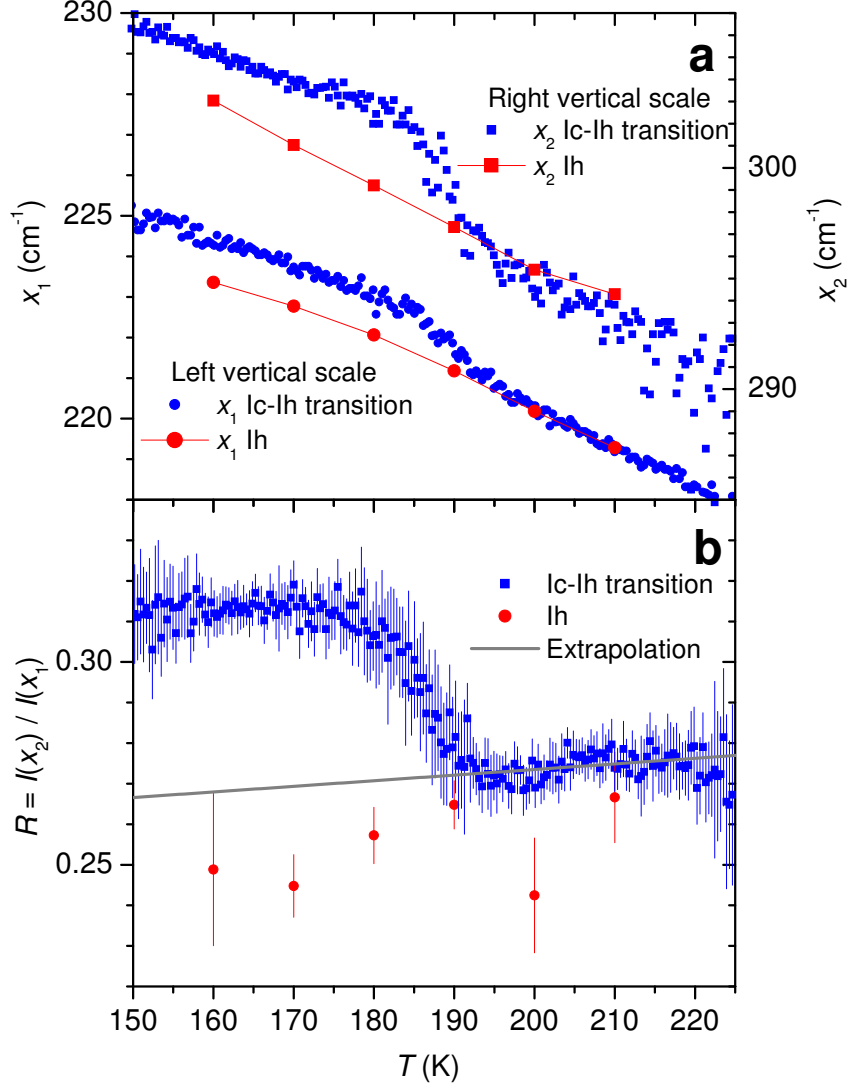 230
225
220
x₁ (cm⁻¹)
a
Right vertical scale
x₂ Ic-Ih transition
x₂ Ih
300
290
x₂ (cm⁻¹)
Left vertical scale
x₁ Ic-Ih transition
x₁ Ih
b
Ic-Ih transition
Ih
Extrapolation
0.30
0.25
R = I(x₂) / I(x₁)
150 160 170 180 190 200 210 220
T (K)